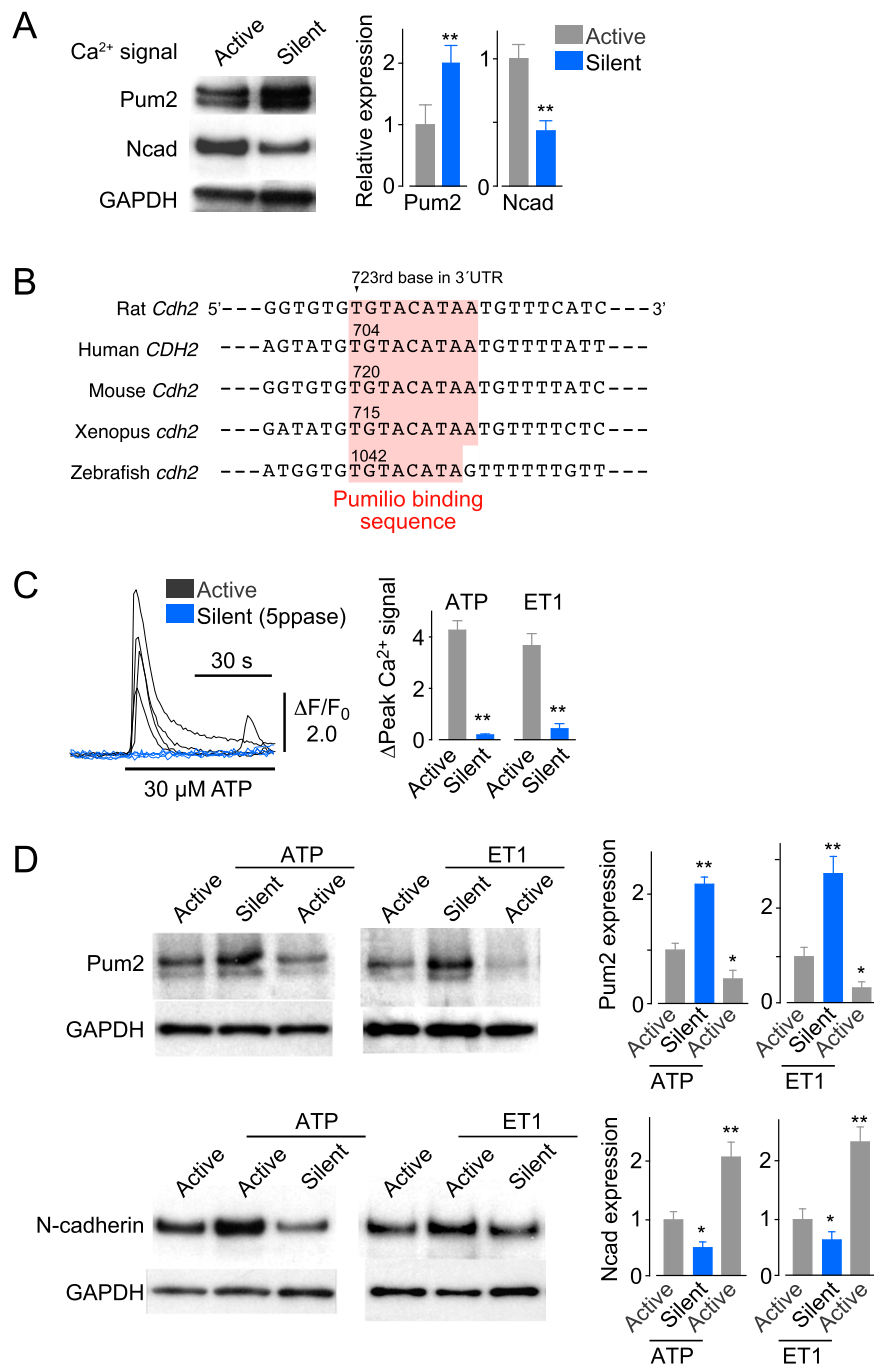 A
Ca2+ signal
Active
Silent
Pum2
Ncad
GAPDH
Relative expression
2
1
0
**
Pum2
1
0
**
Ncad
Active
Silent
B
723rd base in 3´UTR
Rat Cdh2 5’---GGTGTGTGTACATAATGTTTCATC---3’
704
Human CDH2 ---AGTATGTGTACATAATGTTTTATT---
720
Mouse Cdh2 ---GGTGTGTGTACATAATGTTTTATC---
715
Xenopus cdh2 ---GATATGTGTACATAATGTTTTCTC---
1042
Zebrafish cdh2 ---ATGGTGTGTACATAGTTTTTTGTT---
Pumilio binding
sequence
C
Active
Silent (5ppase)
30 s
ΔF/F0
2.0
30 µM ATP
ΔPeak Ca2+ signal
ATP
ET1
4
2
0
**
**
Active
Silent
Active
Silent
D
ATP
ET1
Active
Silent
Active
Active
Silent
Active
Pum2
GAPDH
Pum2 expression
2
1
0
**
*
Active
Silent
Active
ATP
2
1
0
**
*
Active
Silent
Active
ET1
ATP
ET1
Active
Active
Silent
Active
Active
Silent
N-cadherin
GAPDH
Ncad expression
2
1
0
*
**
Active
Silent
Active
ATP
2
1
0
*
**
Active
Silent
Active
ET1